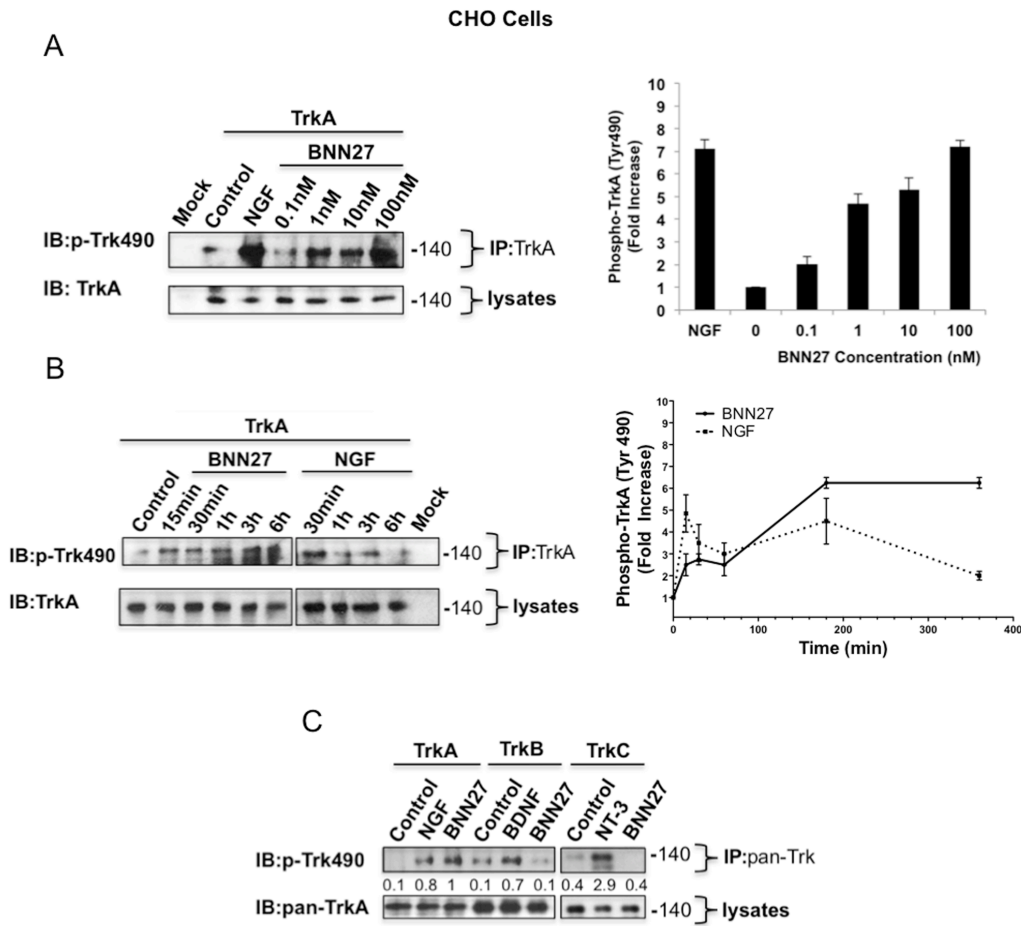 CHO Cells
A
TrkA
BNN27
Mock
Control
NGF
0.1nM
1nM
10nM
100nM
IB:p-Trk490
-140
IP:TrkA
IB: TrkA
-140
lysates
Phospho-TrkA (Tyr490)
(Fold Increase)
10
9
8
7
6
5
4
3
2
1
0
NGF 0 0.1 1 10 100
BNN27 Concentration (nM)
B
TrkA
BNN27
NGF
Control
15min
30min
1h
3h
6h
30min
1h
3h
6h
Mock
IB:p-Trk490
-140
IP:TrkA
IB:TrkA
-140
lysates
Phospho-TrkA (Tyr 490)
(Fold Increase)
BNN27
NGF
10
9
8
7
6
5
4
3
2
1
0 100 200 300 400
Time (min)
C
TrkA TrkB TrkC
Control
NGF
BNN27
Control
BDNF
BNN27
Control
NT-3
BNN27
IB:p-Trk490
-140
IP:pan-Trk
0.1 0.8 1 0.1 0.7 0.1 0.4 2.9 0.4
IB:pan-TrkA
-140
lysates